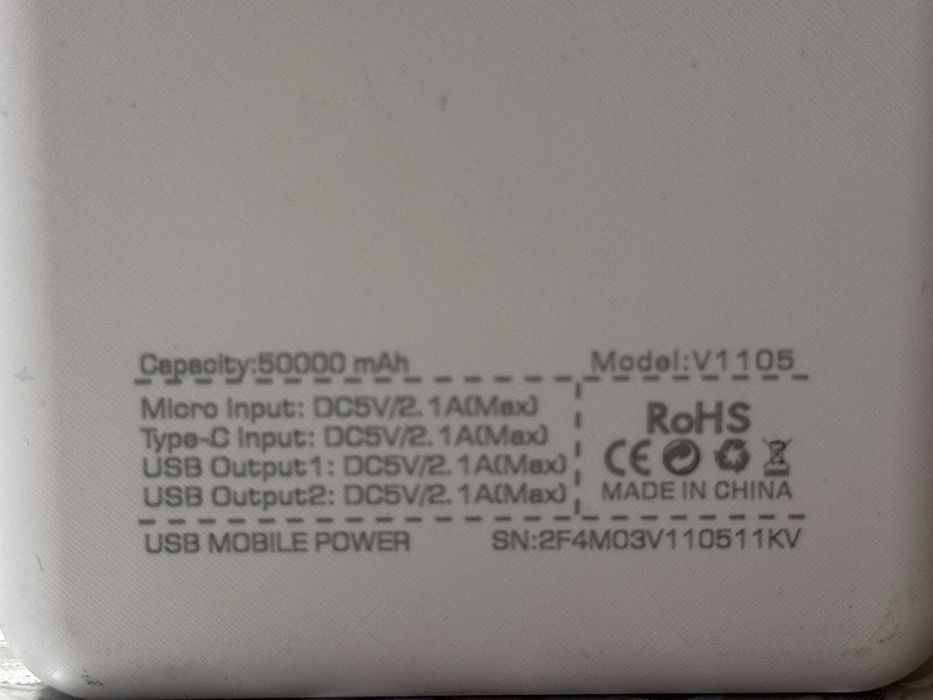 Capacity:50000 mAh
Model:V1105
Micro Input: DC5V/2.1A(Max)
Type-C Input: DC5V/2.1A(Max)
USB Output1: DC5V/2.1A(Max)
USB Output2: DC5V/2.1A(Max)
RoHS
CE
MADE IN CHINA
USB MOBILE POWER
SN:2F4M03V110511KV